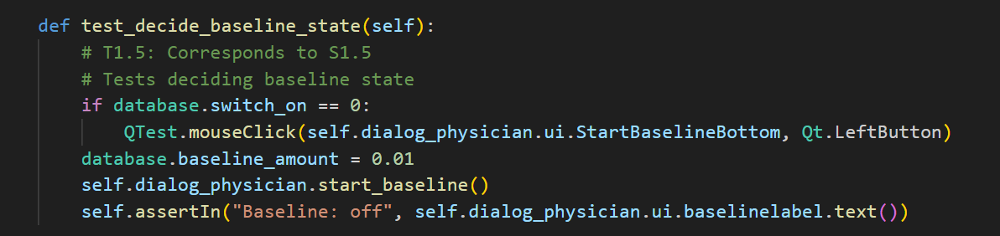 def test_decide_baseline_state(self):
# T1.5: Corresponds to S1.5
# Tests deciding baseline state
if database.switch_on == 0:
QTest.mouseClick(self.dialog_physician.ui.StartBaselineBottom, Qt.LeftButton)
database.baseline_amount = 0.01
self.dialog_physician.start_baseline()
self.assertIn("Baseline: off", self.dialog_physician.ui.baselinelabel.text())